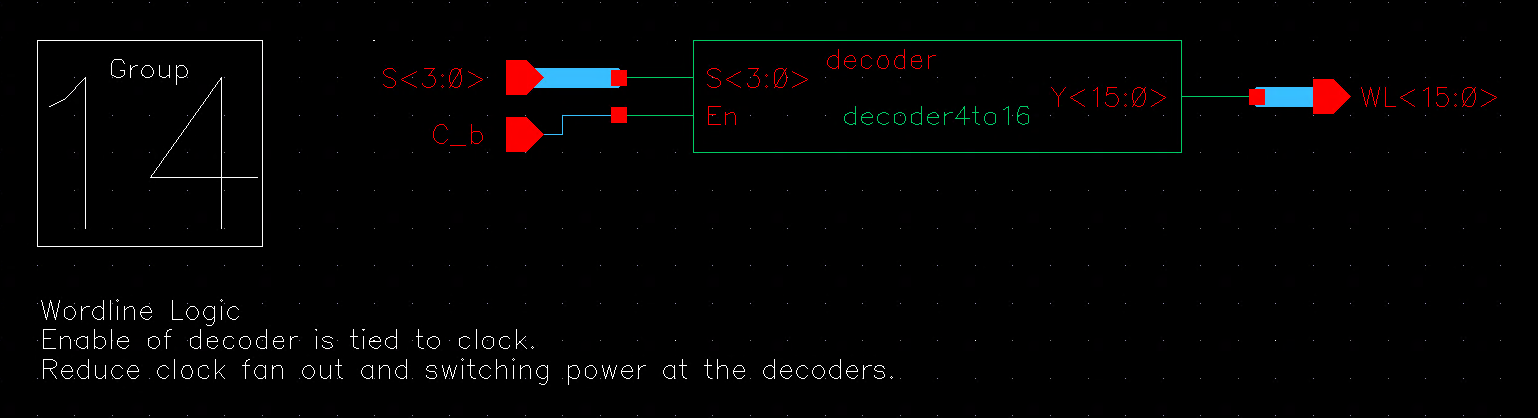 Group
14
S<3:0>
C_b
S<3:0>
En
decoder
decoder4to16
Y<15:0>
WL<15:0>
Wordline Logic
Enable of decoder is tied to clock.
Reduce clock fan out and switching power at the decoders.